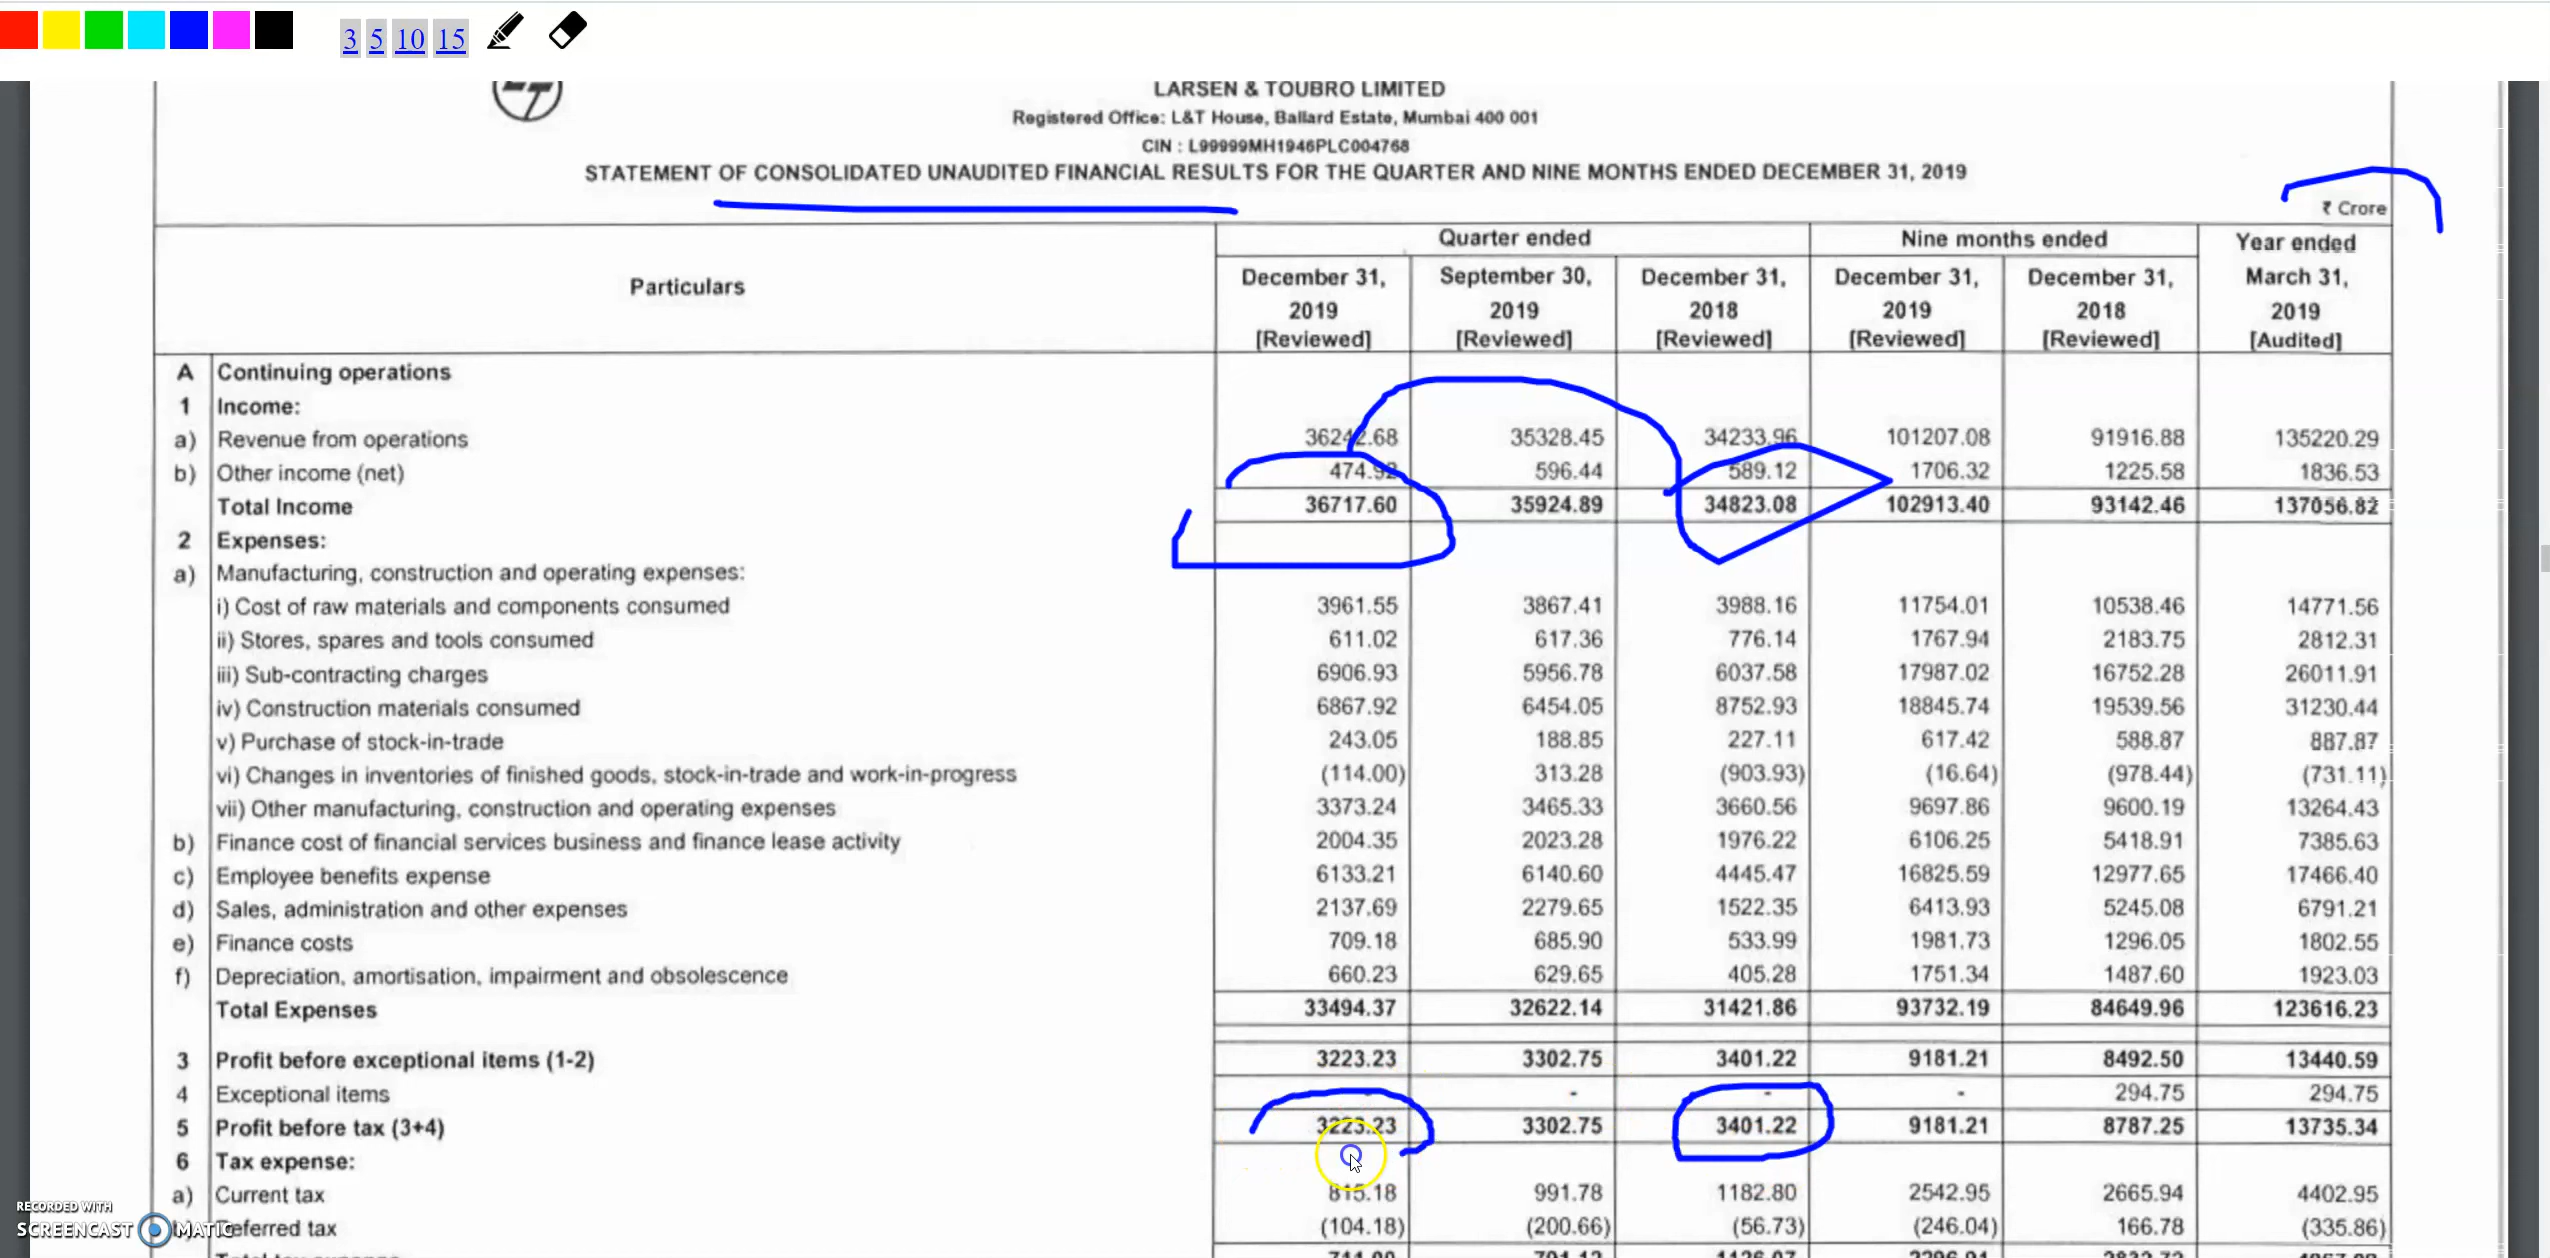 3 5 10 15
LARSEN & TOUBRO LIMITED
Registered Office: L&T House, Ballard Estate, Mumbai 400 001
CIN : L99999MH1946PLC004768
STATEMENT OF CONSOLIDATED UNAUDITED FINANCIAL RESULTS FOR THE QUARTER AND NINE MONTHS ENDED DECEMBER 31, 2019
₹ Crore
Particulars Quarter ended Nine months ended Year ended
December 31, September 30, December 31, December 31, December 31, March 31,
2019 2019 2018 2019 2018 2019
[Reviewed] [Reviewed] [Reviewed] [Reviewed] [Reviewed] [Audited]
A Continuing operations
1 Income:
a) Revenue from operations 36242.68 35328.45 34233.96 101207.08 91916.88 135220.29
b) Other income (net) 474.92 596.44 589.12 1706.32 1225.58 1836.53
Total Income 36717.60 35924.89 34823.08 102913.40 93142.46 137056.82
2 Expenses:
a) Manufacturing, construction and operating expenses:
i) Cost of raw materials and components consumed 3961.55 3867.41 3988.16 11754.01 10538.46 14771.56
ii) Stores, spares and tools consumed 611.02 617.36 776.14 1767.94 2183.75 2812.31
iii) Sub-contracting charges 6906.93 5956.78 6037.58 17987.02 16752.28 26011.91
iv) Construction materials consumed 6867.92 6454.05 8752.93 18845.74 19539.56 31230.44
v) Purchase of stock-in-trade 243.05 188.85 227.11 617.42 588.87 887.87
vi) Changes in inventories of finished goods, stock-in-trade and work-in-progress (114.00) 313.28 (903.93) (16.64) (978.44) (731.11)
vii) Other manufacturing, construction and operating expenses 3373.24 3465.33 3660.56 9697.86 9600.19 13264.43
b) Finance cost of financial services business and finance lease activity 2004.35 2023.28 1976.22 6106.25 5418.91 7385.63
c) Employee benefits expense 6133.21 6140.60 4445.47 16825.59 12977.65 17466.40
d) Sales, administration and other expenses 2137.69 2279.65 1522.35 6413.93 5245.08 6791.21
e) Finance costs 709.18 685.90 533.99 1981.73 1296.05 1802.55
f) Depreciation, amortisation, impairment and obsolescence 660.23 629.65 405.28 1751.34 1487.60 1923.03
Total Expenses 33494.37 32622.14 31421.86 93732.19 84649.96 123616.23
3 Profit before exceptional items (1-2) 3223.23 3302.75 3401.22 9181.21 8492.50 13440.59
4 Exceptional items - - - 294.75 294.75
5 Profit before tax (3+4) 3223.23 3302.75 3401.22 9181.21 8787.25 13735.34
6 Tax expense:
a) Current tax 815.18 991.78 1182.80 2542.95 2665.94 4402.95
Deferred tax (104.18) (200.66) (56.73) (246.04) 166.78 (335.86)
RECORDED WITH
SCREENCAST MATIC